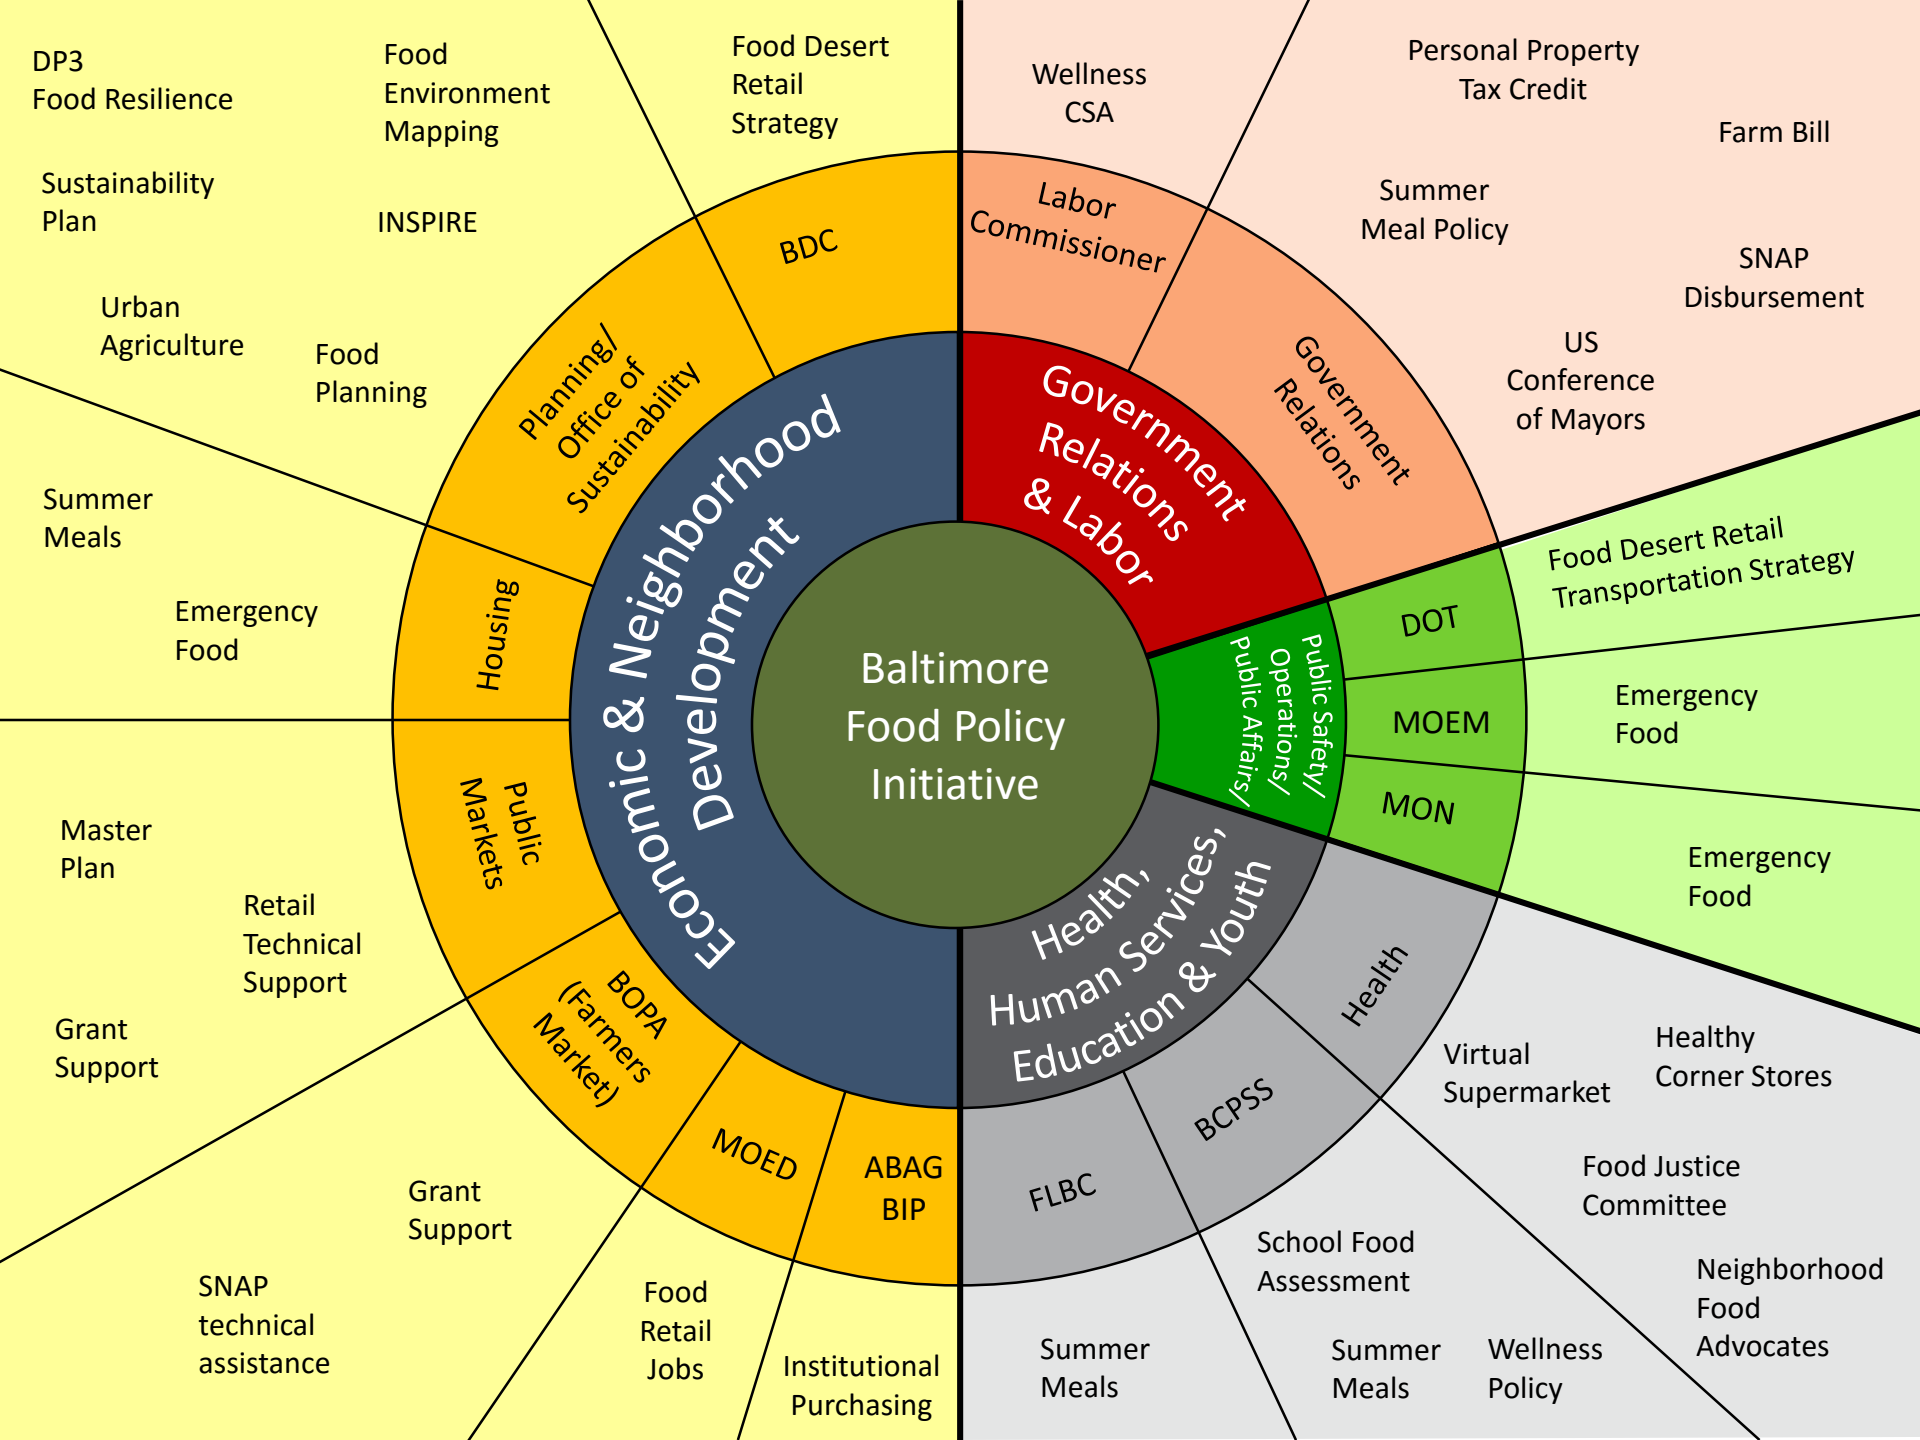 Baltimore
Food Policy
Initiative
Economic & Neighborhood
Development
BDC
Food Desert
Retail
Strategy
Planning/
Office of
Sustainability
DP3
Food Resilience
Food
Environment
Mapping
Sustainability
Plan
INSPIRE
Urban
Agriculture
Food
Planning
Housing
Summer
Meals
Emergency
Food
Public
Markets
Master
Plan
Retail
Technical
Support
Grant
Support
BOPA
(Farmers
Market)
Grant
Support
SNAP
technical
assistance
MOED
Food
Retail
Jobs
ABAG
BIP
Institutional
Purchasing
Government
Relations
& Labor
Labor
Commissioner
Wellness
CSA
Government
Relations
Personal Property
Tax Credit
Farm Bill
Summer
Meal Policy
SNAP
Disbursement
US
Conference
of Mayors
Public Safety/
Operations/
Public Affairs/
DOT
Food Desert Retail
Transportation Strategy
MOEM
Emergency
Food
MON
Emergency
Food
Health,
Human Services,
Education & Youth
Health
Virtual
Supermarket
Healthy
Corner Stores
Food Justice
Committee
Neighborhood
Food
Advocates
BCPSS
School Food
Assessment
Summer
Meals
Wellness
Policy
FLBC
Summer
Meals